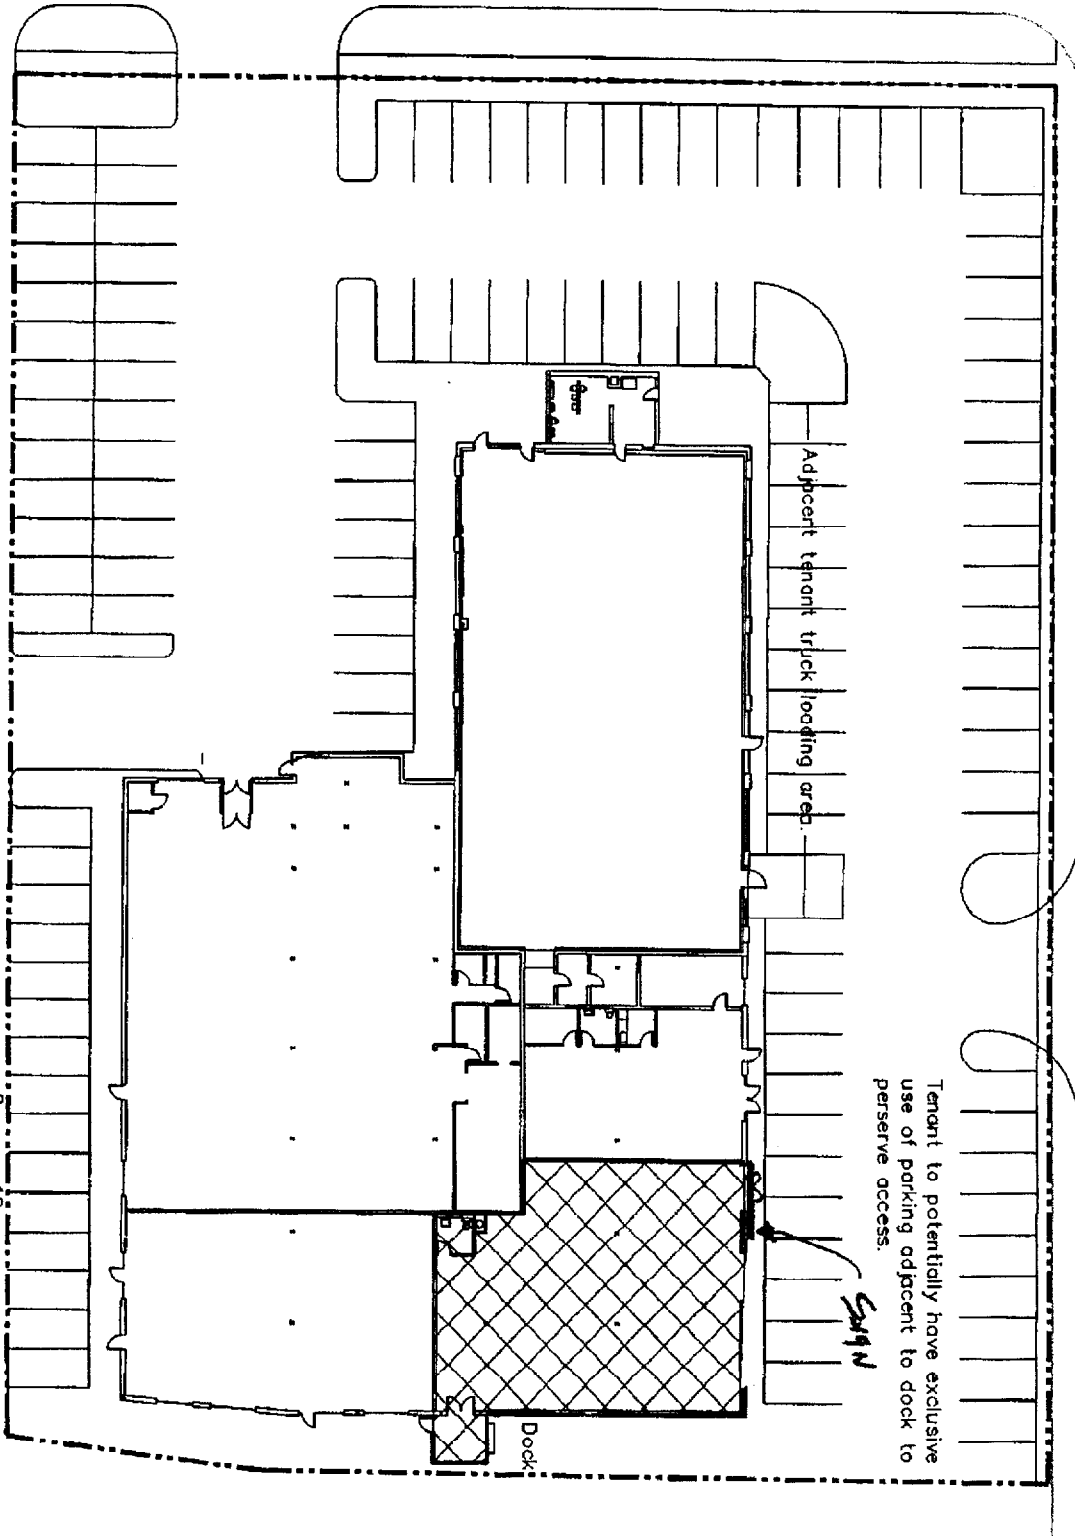 Adjacent tenant truck loading area.
Tenant to potentially have exclusive
use of parking adjacent to dock to
perserve access.
SIGN
Dock